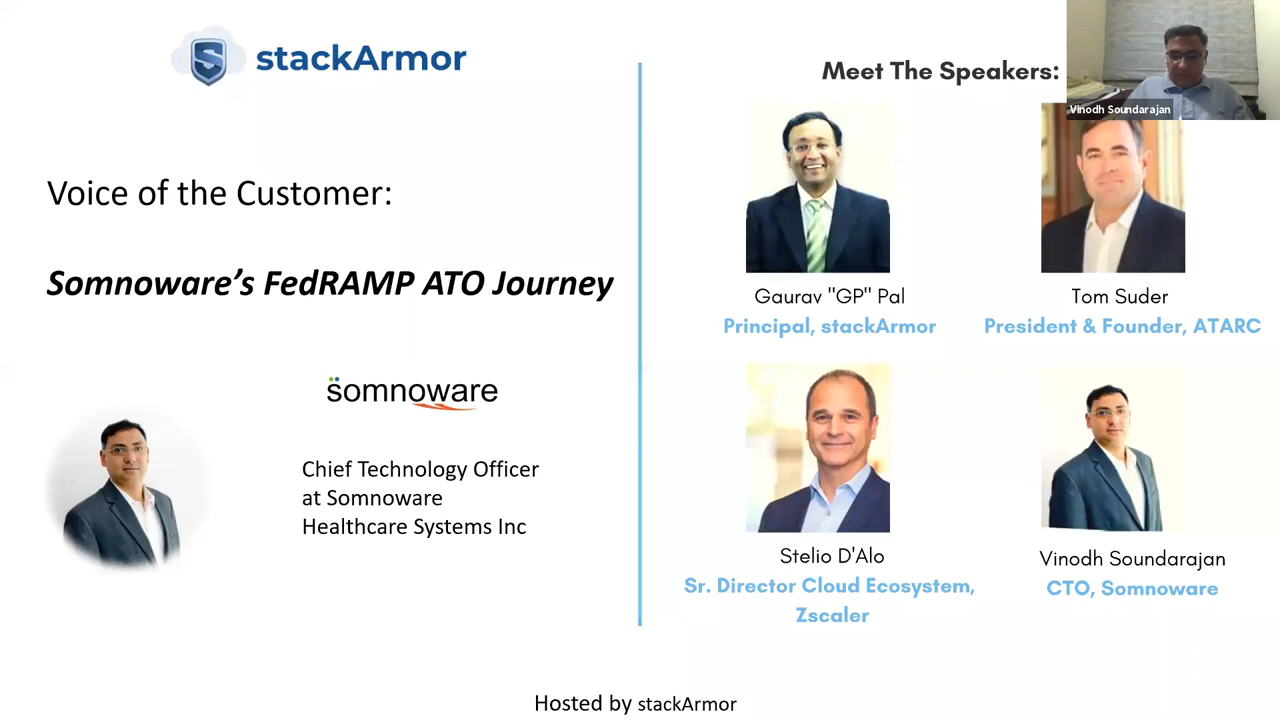 stackArmor
Voice of the Customer:
Somnoware's FedRAMP ATO Journey
somnoware
Chief Technology Officer
at Somnoware
Healthcare Systems Inc
Meet The Speakers:
Vinodh Soundarajan
Gaurav "GP" Pal
Principal, stackArmor
Tom Suder
President & Founder, ATARC
Stelio D'Alo
Sr. Director Cloud Ecosystem,
Zscaler
Vinodh Soundarajan
CTO, Somnoware
Hosted by stackArmor